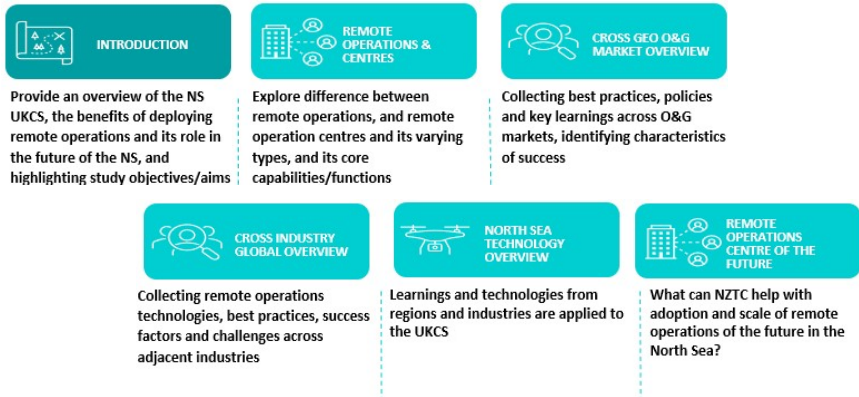 INTRODUCTION
Provide an overview of the NS
UKCS, the benefits of deploying
remote operations and its role in
the future of the NS, and
highlighting study objectives/aims
REMOTE
OPERATIONS &
CENTRES
Explore difference between
remote operations, and remote
operation centres and its varying
types, and its core
capabilities/functions
CROSS GEO O&G
MARKET OVERVIEW
Collecting best practices, policies
and key learnings across O&G
markets, identifying characteristics
of success
CROSS INDUSTRY
GLOBAL OVERVIEW
Collecting remote operations
technologies, best practices, success
factors and challenges across
adjacent industries
NORTH SEA
TECHNOLOGY
OVERVIEW
Learnings and technologies from
regions and industries are applied to
the UKCS
REMOTE
OPERATIONS
CENTRE OF THE
FUTURE
What can NZTC help with
adoption and scale of remote
operations of the future in the
North Sea?